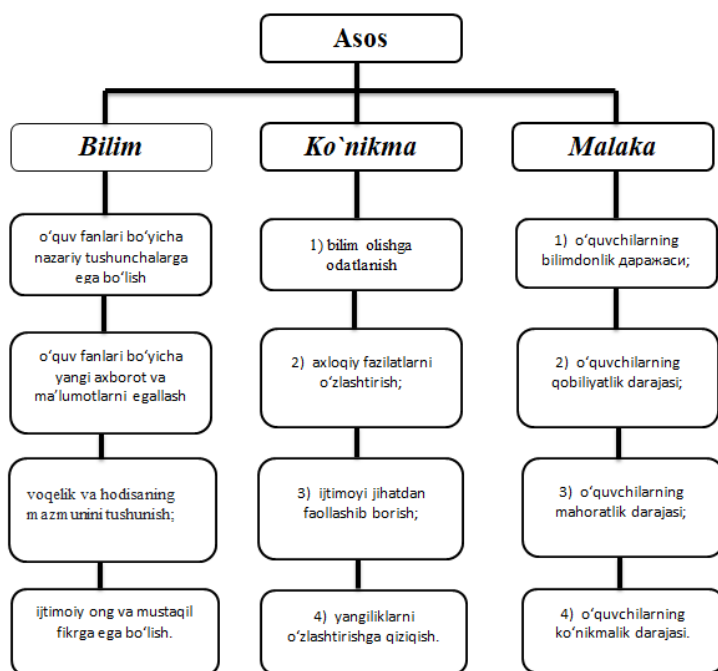 Asos
Bilim
o‘quv fanlari bo‘yicha
nazariy tushunchalarga
ega bo‘lish
o‘quv fanlari bo‘yicha
yangi axborot va
ma’lumotlarni egallash
voqelik va hodisaning
mazmunini tushunish;
ijtimoiy ong va mustaqil
fikrga ega bo‘lish.
Ko`nikma
1) bilim olishga
odatlanish
2) axloqiy fazilatlarni
o‘zlashtirish;
3) ijtimoyi jihatdan
faollashib borish;
4) yangiliklarni
o‘zlashtirishga qiziqish.
Malaka
1) o‘quvchilarning
bilimdonlik даражаси;
2) o‘quvchilarning
qobiliyatlik darajasi;
3) o‘quvchilarning
mahoratlik darajasi;
4) o‘quvchilarning
ko‘nikmalik darajasi.